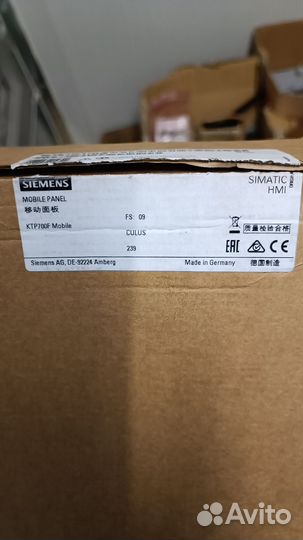 SIEMENS
SIMATIC
HMI
MOBILE PANEL
移动面板
FS: 09
KTP700F Mobile
CULUS
质量检验合格
239
EAC
CE
Siemens AG, DE-92224 Amberg
Made in Germany
德国制造
Avito